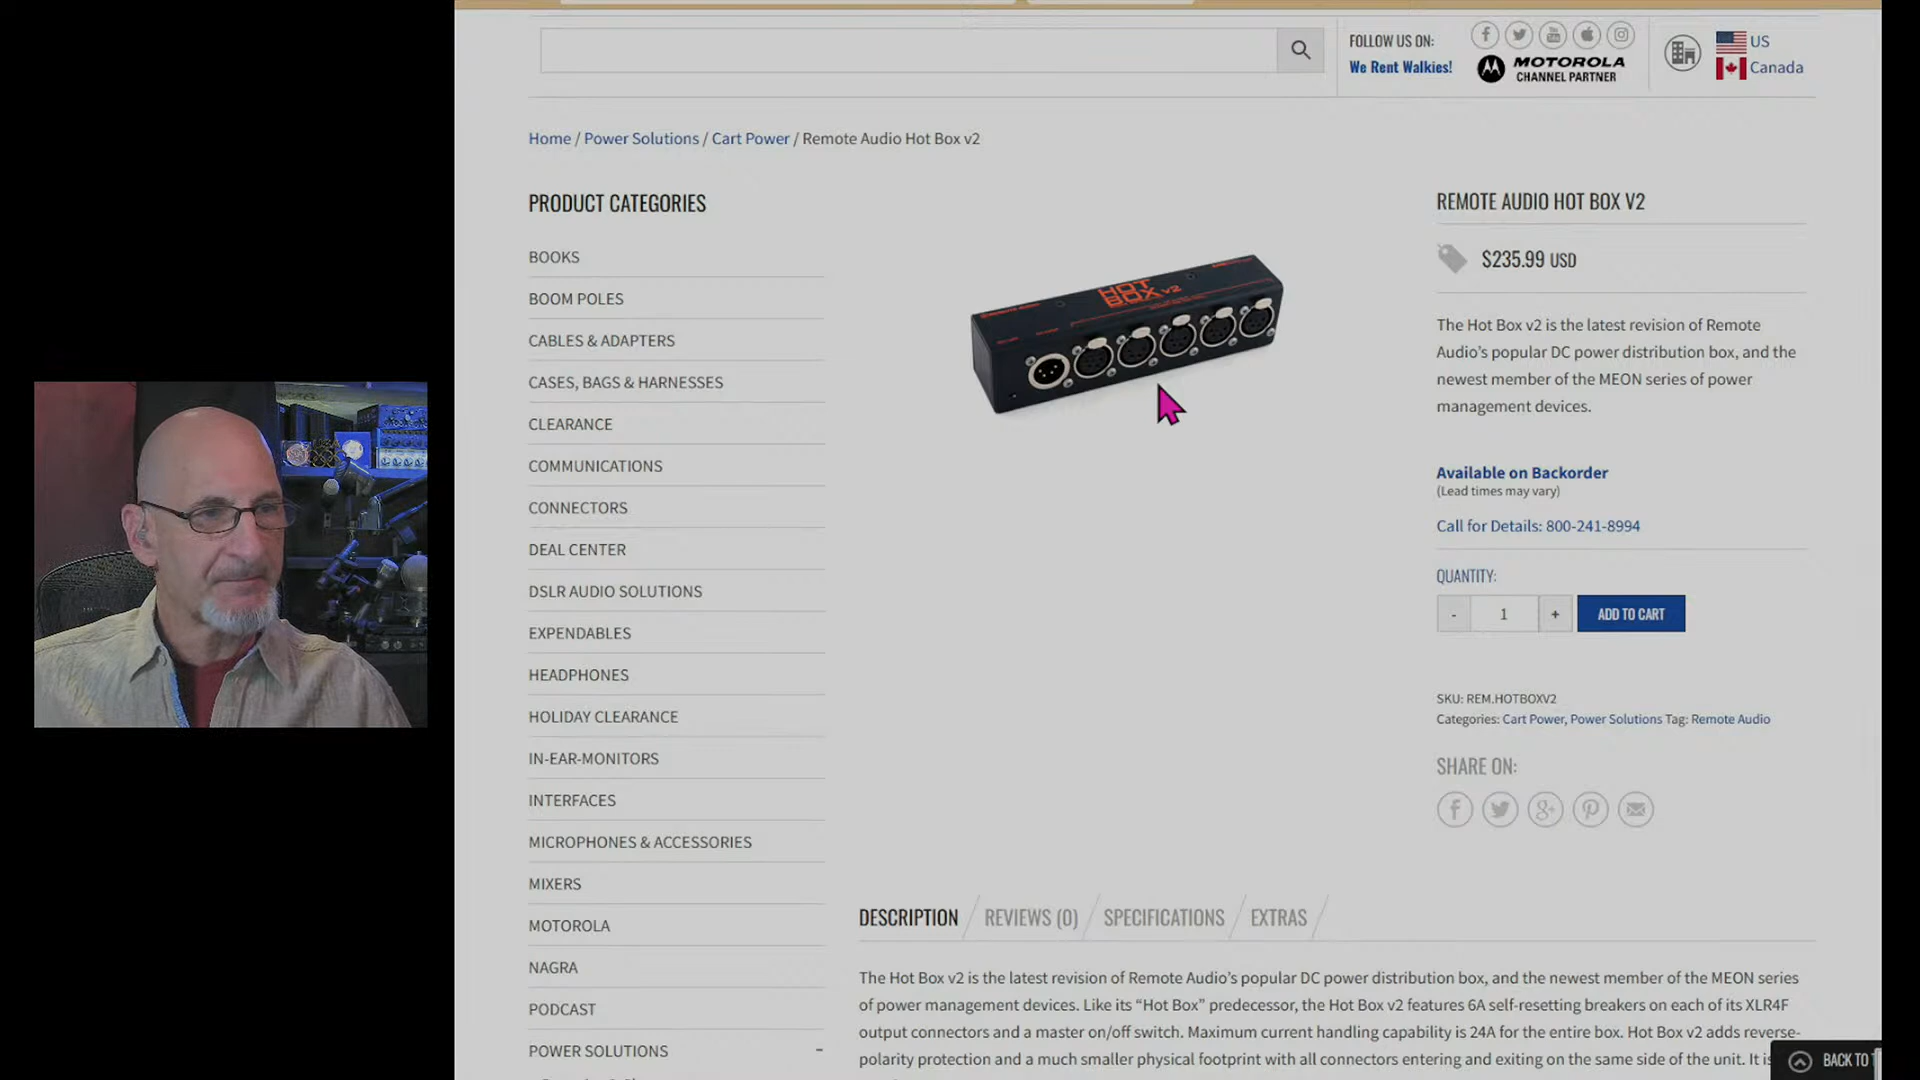 FOLLOW US ON:
We Rent Walkies!
MOTOROLA
CHANNEL PARTNER
US
Canada
Home / Power Solutions / Cart Power / Remote Audio Hot Box v2
PRODUCT CATEGORIES
BOOKS
BOOM POLES
CABLES & ADAPTERS
CASES, BAGS & HARNESSES
CLEARANCE
COMMUNICATIONS
CONNECTORS
DEAL CENTER
DSLR AUDIO SOLUTIONS
EXPENDABLES
HEADPHONES
HOLIDAY CLEARANCE
IN-EAR-MONITORS
INTERFACES
MICROPHONES & ACCESSORIES
MIXERS
MOTOROLA
NAGRA
PODCAST
POWER SOLUTIONS -
HOT
BOX v2
REMOTE AUDIO HOT BOX V2
$235.99 USD
The Hot Box v2 is the latest revision of Remote
Audio's popular DC power distribution box, and the
newest member of the MEON series of power
management devices.
Available on Backorder
(Lead times may vary)
Call for Details: 800-241-8994
QUANTITY:
- 1 + ADD TO CART
SKU: REM.HOTBOXV2
Categories: Cart Power, Power Solutions Tag: Remote Audio
SHARE ON:
DESCRIPTION REVIEWS (0) SPECIFICATIONS EXTRAS
The Hot Box v2 is the latest revision of Remote Audio's popular DC power distribution box, and the newest member of the MEON series
of power management devices. Like its “Hot Box” predecessor, the Hot Box v2 features 6A self-resetting breakers on each of its XLR4F
output connectors and a master on/off switch. Maximum current handling capability is 24A for the entire box. Hot Box v2 adds reverse-
polarity protection and a much smaller physical footprint with all connectors entering and exiting on the same side of the unit. It is
BACK TO